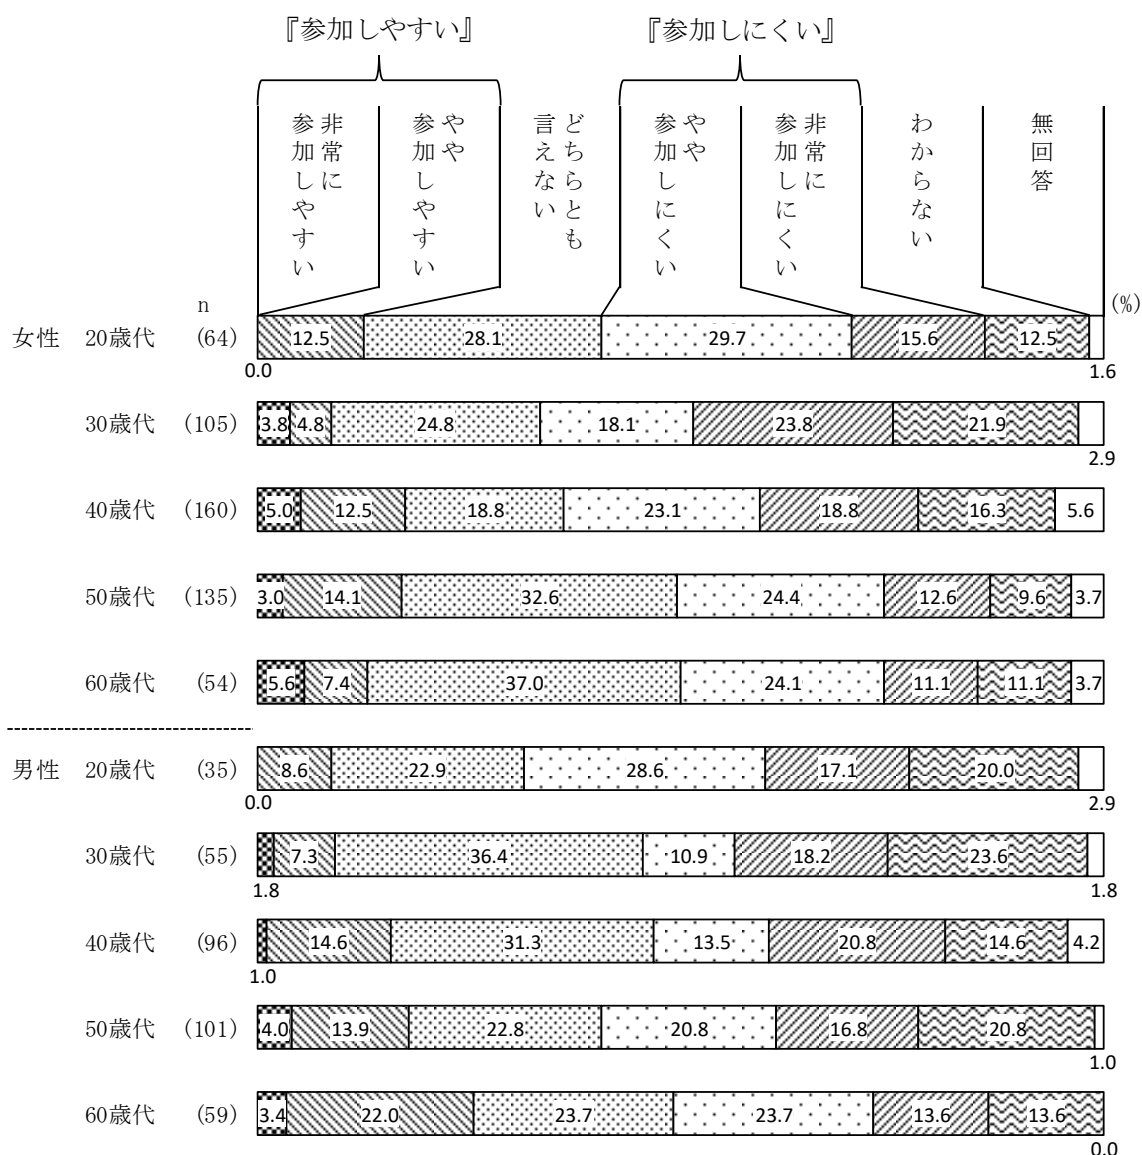 『参加しやすい』
『参加しにくい』
非常に
参加しやすい
やや
参加しやすい
どちらとも
言えない
やや
参加しにくい
非常に
参加しにくい
わからない
無回答
n
(%)
女性 20歳代 (64) 12.5 28.1 29.7 15.6 12.5
0.0 1.6
30歳代 (105) 3.8 4.8 24.8 18.1 23.8 21.9
2.9
40歳代 (160) 5.0 12.5 18.8 23.1 18.8 16.3 5.6
50歳代 (135) 3.0 14.1 32.6 24.4 12.6 9.6 3.7
60歳代 (54) 5.6 7.4 37.0 24.1 11.1 11.1 3.7
男性 20歳代 (35) 8.6 22.9 28.6 17.1 20.0
0.0 2.9
30歳代 (55) 7.3 36.4 10.9 18.2 23.6
1.8 1.8
40歳代 (96) 14.6 31.3 13.5 20.8 14.6 4.2
1.0
50歳代 (101) 4.0 13.9 22.8 20.8 16.8 20.8
1.0
60歳代 (59) 3.4 22.0 23.7 23.7 13.6 13.6
0.0